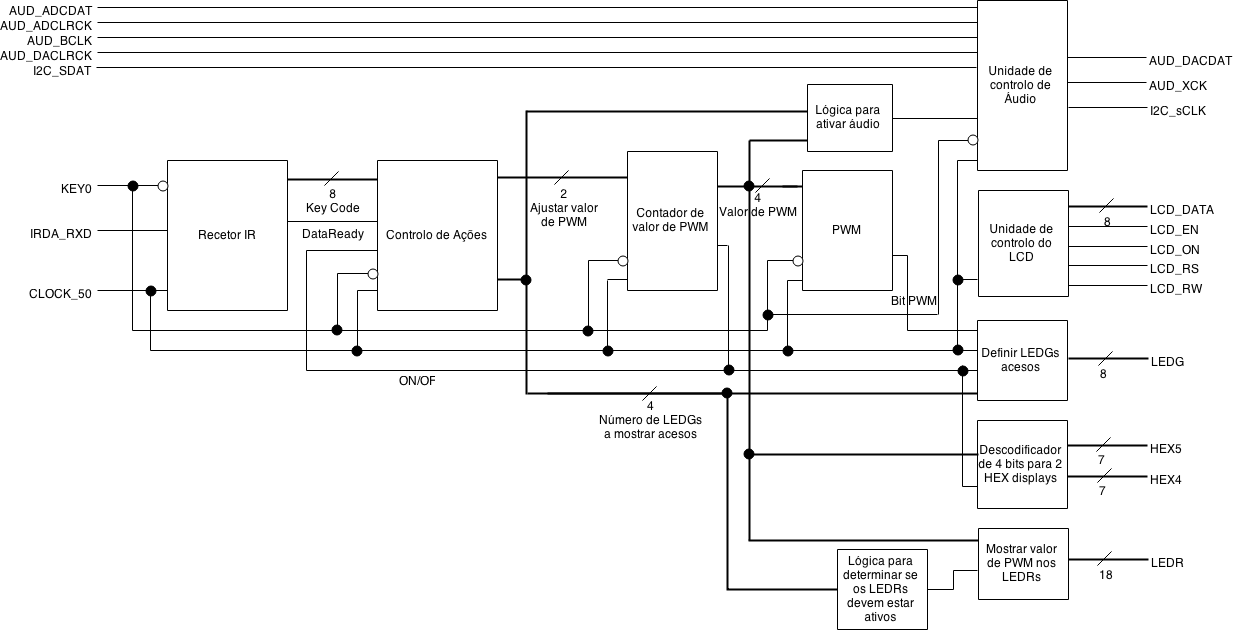 AUD_ADCDAT
AUD_ADCLRCK
AUD_BCLK
AUD_DACLRCK
I2C_SDAT
Unidade de
controlo de
Áudio
AUD_DACDAT
AUD_XCK
I2C_sCLK
Lógica para
ativar áudio
KEY0
IRDA_RXD
CLOCK_50
Recetor IR
8
Key Code
DataReady
Controlo de Ações
2
Ajustar valor
de PWM
Contador de
valor de PWM
4
Valor de PWM
PWM
Bit PWM
Unidade de
controlo do
LCD
8
LCD_DATA
LCD_EN
LCD_ON
LCD_RS
LCD_RW
ON/OF
4
Número de LEDGs
a mostrar acesos
Definir LEDGs
acesos
8
LEDG
Descodificador
de 4 bits para 2
HEX displays
7
HEX5
7
HEX4
Lógica para
determinar se
os LEDRs
devem estar
ativos
Mostrar valor
de PWM nos
LEDRs
18
LEDR